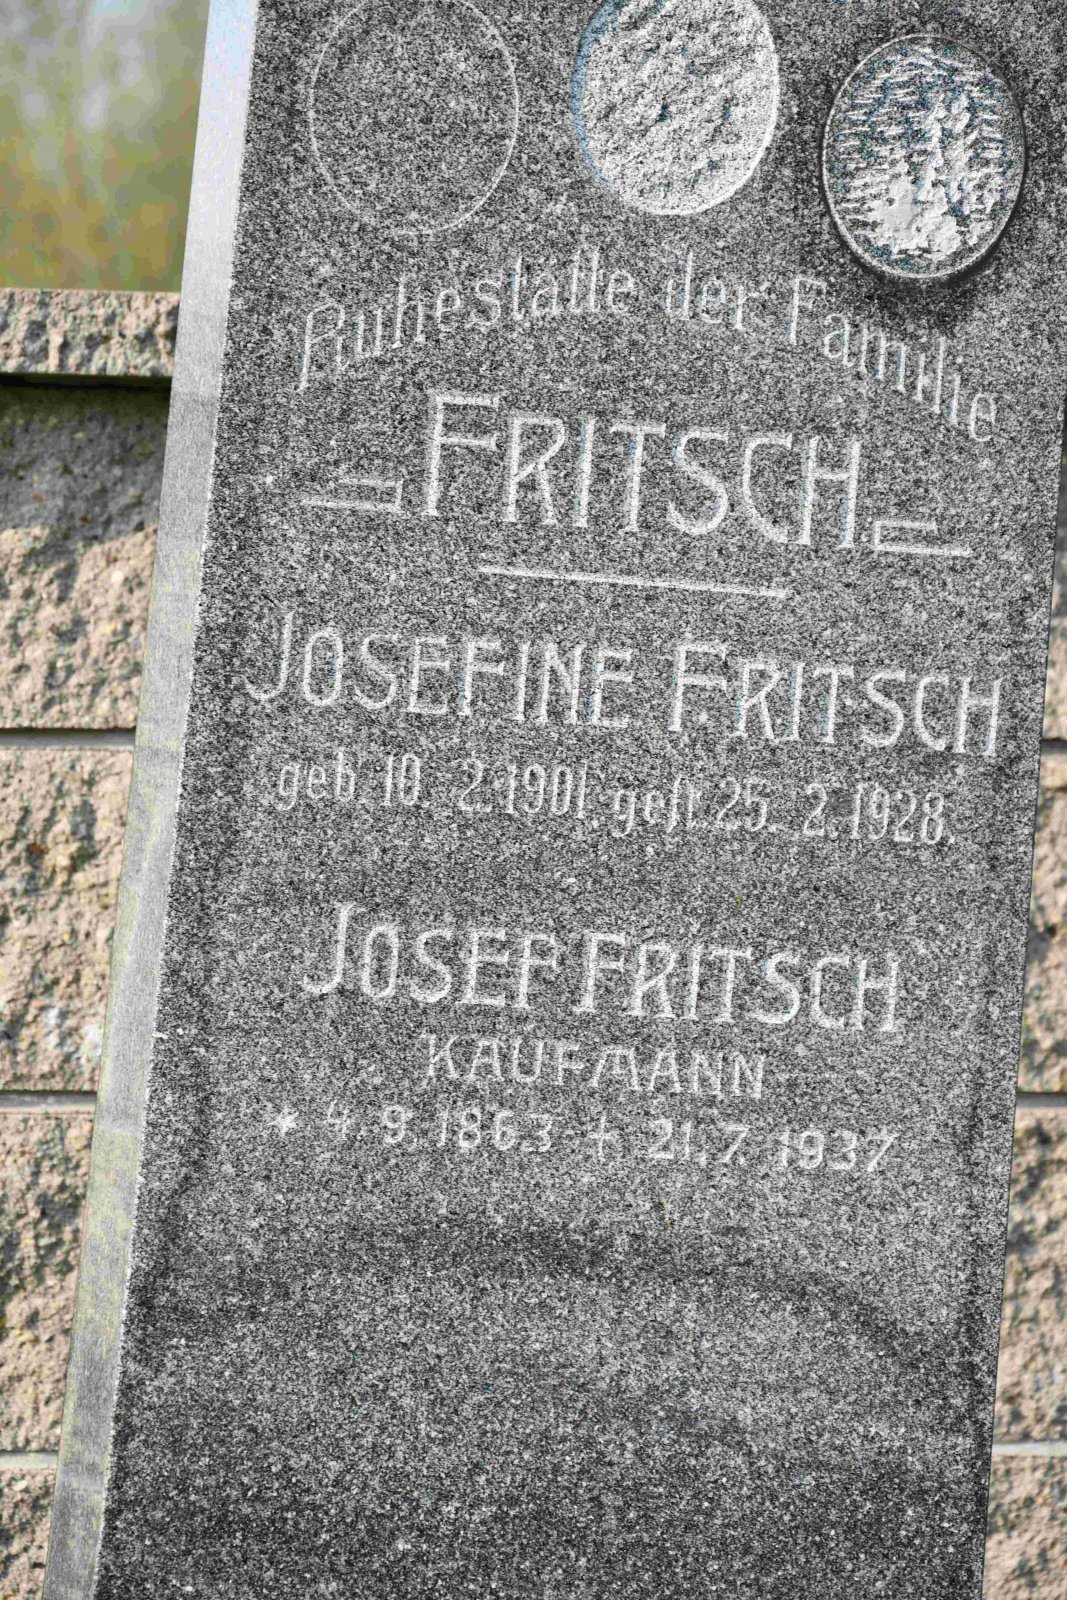 Ruhestätte der Familie
FRITSCH.
JOSEFINE FRITSCH
geb. 10. 2. 1901. gest. 25. 2. 1928.
JOSEF FRITSCH
KAUFMANN
* 4. 9. 1863 † 21. 7. 1937